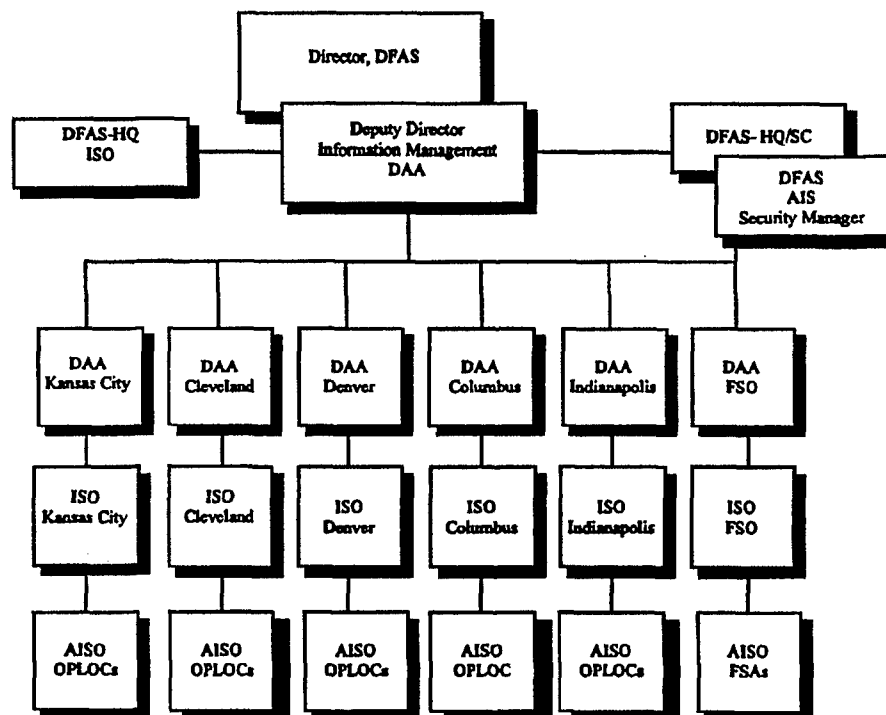 Director, DFAS
DFAS-HQ
ISO
Deputy Director
Information Management
DAA
DFAS- HQ/SC
DFAS
AIS
Security Manager
DAA
Kansas City
DAA
Cleveland
DAA
Denver
DAA
Columbus
DAA
Indianapolis
DAA
FSO
ISO
Kansas City
ISO
Cleveland
ISO
Denver
ISO
Columbus
ISO
Indianapolis
ISO
FSO
AISO
OPLOCs
AISO
OPLOCs
AISO
OPLOCs
AISO
OPLOC
AISO
OPLOCs
AISO
FSAs